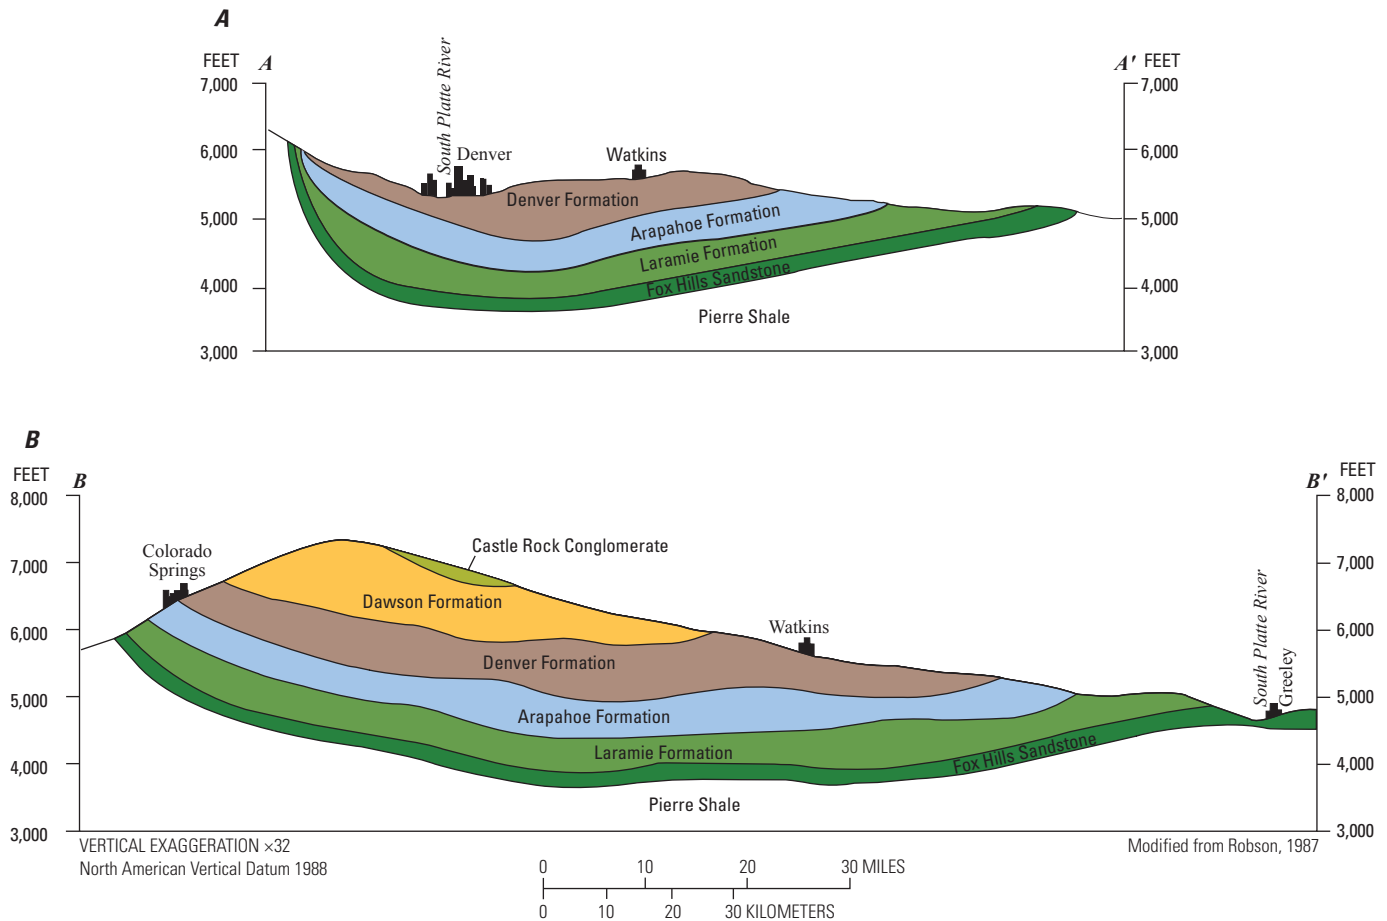 A
FEET A
A' FEET
7,000
7,000
South Platte River
6,000
6,000
Denver
Watkins
Denver Formation
5,000
5,000
Arapahoe Formation
Laramie Formation
4,000
4,000
Fox Hills Sandstone
Pierre Shale
3,000
3,000
B
FEET B
B' FEET
8,000
8,000
Colorado
Springs
Castle Rock Conglomerate
7,000
7,000
Dawson Formation
6,000
6,000
Watkins
South Platte River
Greeley
Denver Formation
5,000
5,000
Arapahoe Formation
Laramie Formation
Fox Hills Sandstone
4,000
4,000
Pierre Shale
3,000
3,000
VERTICAL EXAGGERATION ×32
Modified from Robson, 1987
North American Vertical Datum 1988
0 10 20 30 MILES
0 10 20 30 KILOMETERS